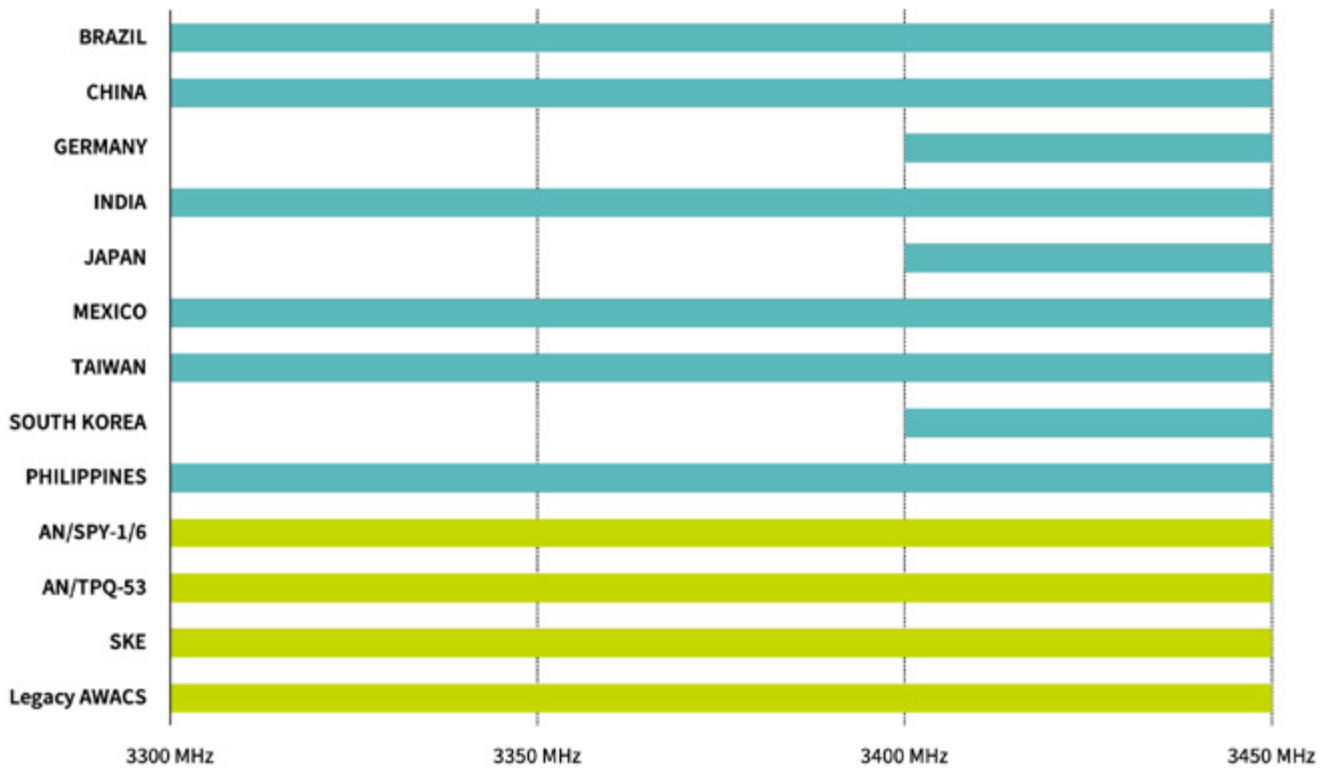 BRAZIL
CHINA
GERMANY
INDIA
JAPAN
MEXICO
TAIWAN
SOUTH KOREA
PHILIPPINES
AN/SPY-1/6
AN/TPQ-53
SKE
Legacy AWACS
3300 MHz 3350 MHz 3400 MHz 3450 MHz